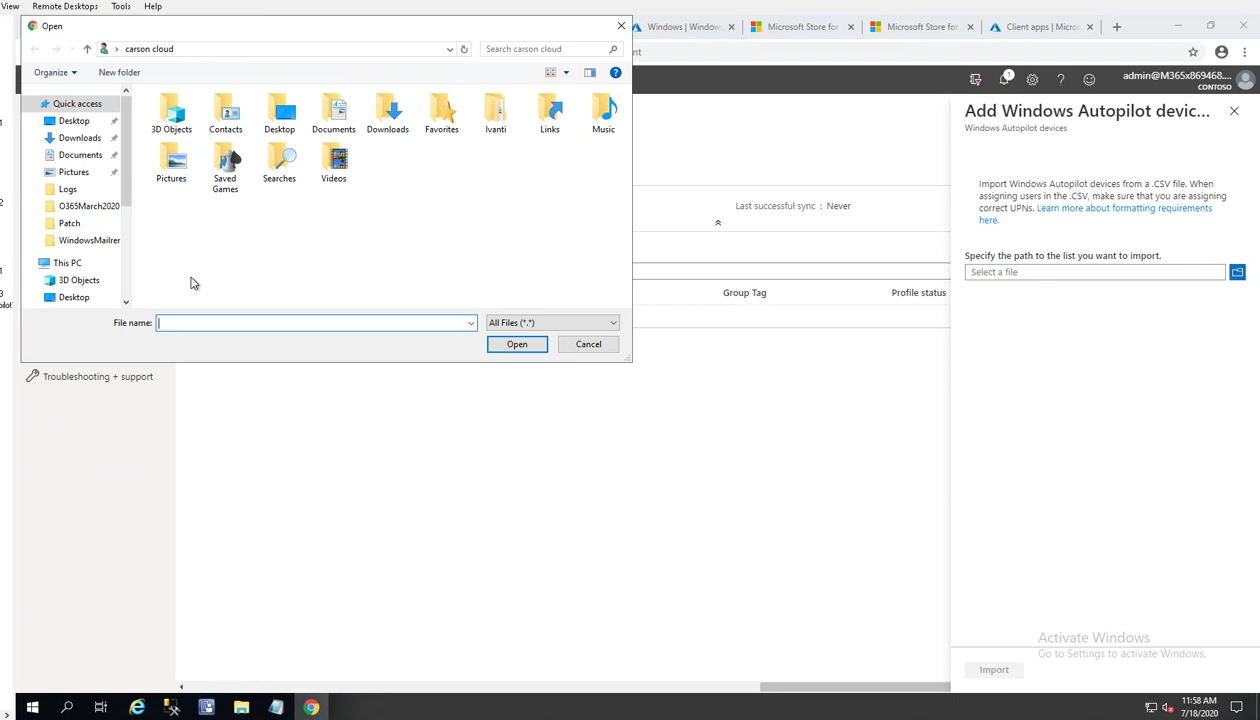 View Remote Desktops Tools Help
Open
Windows | Window
Microsoft Store for
Microsoft Store for
Client apps | Micros
carson cloud
Search carson cloud
Organize
New folder
admin@M365x869468....
CONTOSO
1
Quick access
Desktop
Downloads
Documents
Pictures
Logs
O365March2020
Patch
WindowsMailrer
This PC
3D Objects
Desktop
3D Objects
Contacts
Desktop
Documents
Downloads
Favorites
Ivanti
Links
Music
Pictures
Saved
Games
Searches
Videos
File name:
All Files (*.*)
Open
Cancel
Add Windows Autopilot devic...
Windows Autopilot devices
Import Windows Autopilot devices from a .CSV file. When
assigning users in the .CSV, make sure that you are assigning
correct UPNs. Learn more about formatting requirements
here.
Specify the path to the list you want to import.
Select a file
Last successful sync : Never
Group Tag
Profile status
Troubleshooting + support
Activate Windows
Go to Settings to activate Windows.
Import
11:58 AM
7/18/2020